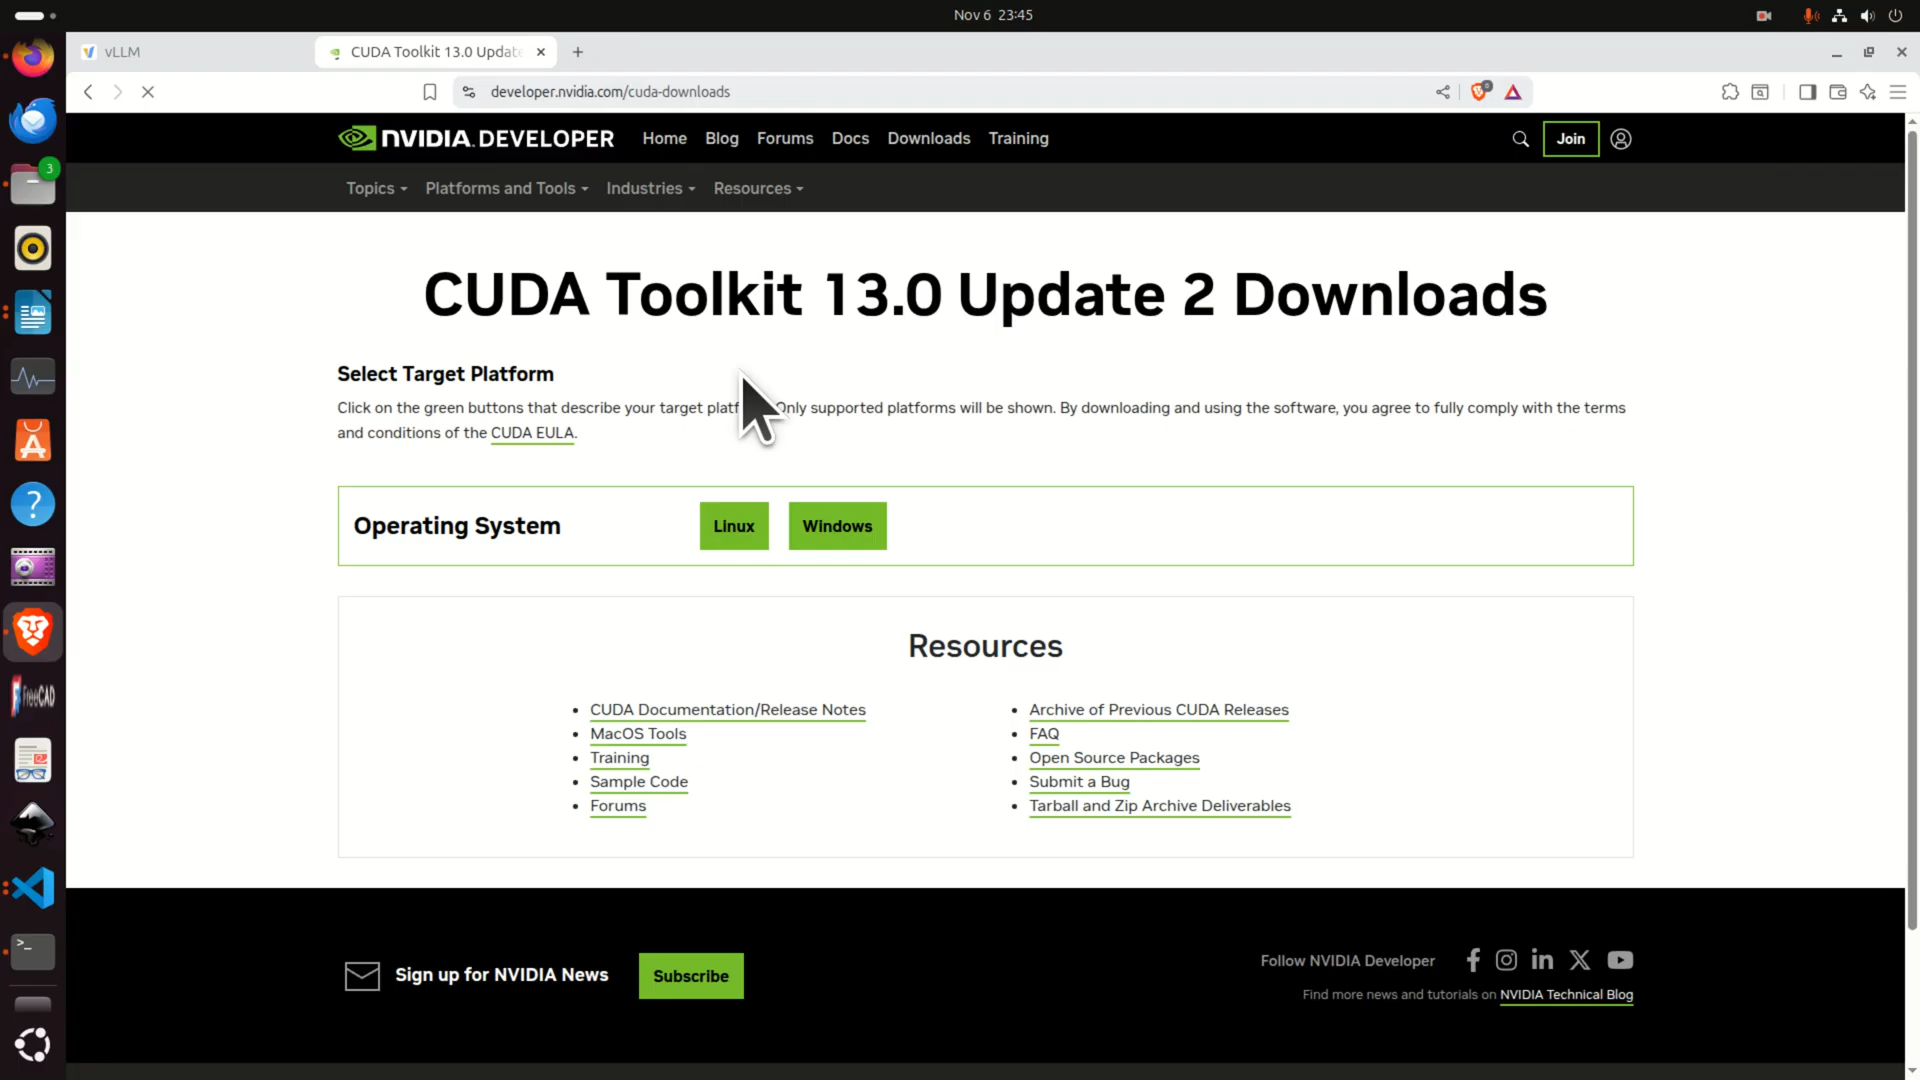 Nov 6 23:45
vLLM
CUDA Toolkit 13.0 Update
developer.nvidia.com/cuda-downloads
NVIDIA. DEVELOPER Home Blog Forums Docs Downloads Training Join
Topics Platforms and Tools Industries Resources
CUDA Toolkit 13.0 Update 2 Downloads
Select Target Platform
Click on the green buttons that describe your target Only supported platforms will be shown. By downloading and using the software, you agree to fully comply with the terms
and conditions of the CUDA EULA.
Operating System Linux Windows
Resources
• CUDA Documentation/Release Notes
• MacOS Tools
• Training
• Sample Code
• Forums
• Archive of Previous CUDA Releases
• FAQ
• Open Source Packages
• Submit a Bug
• Tarball and Zip Archive Deliverables
Sign up for NVIDIA News Subscribe
Follow NVIDIA Developer
Find more news and tutorials on NVIDIA Technical Blog
3
FreeCAD